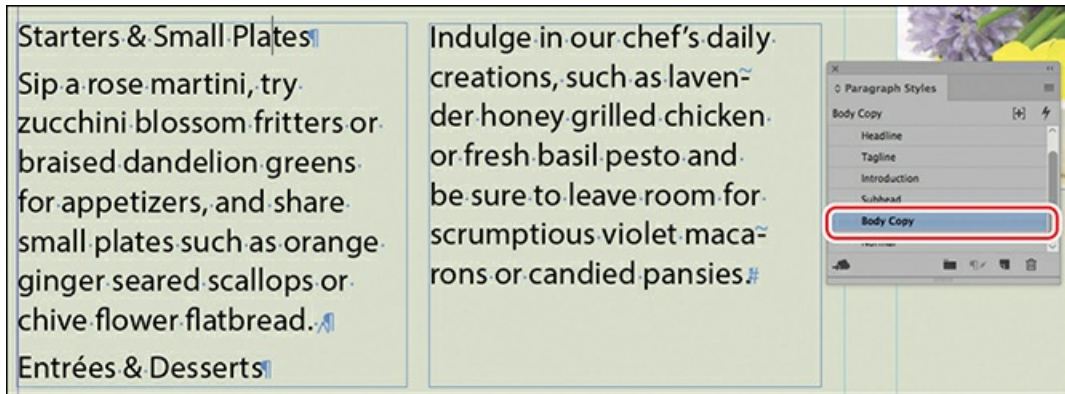 Starters & Small Plates
Sip a rose martini, try
zucchini blossom fritters or
braised dandelion greens
for appetizers, and share
small plates such as orange
ginger seared scallops or
chive flower flatbread.
Entrées & Desserts
Indulge in our chef's daily
creations, such as laven-
der honey grilled chicken
or fresh basil pesto and
be sure to leave room for
scrumptious violet maca-
rons or candied pansies.
Paragraph Styles
Body Copy
Headline
Tagline
Introduction
Subhead
Body Copy
Normal